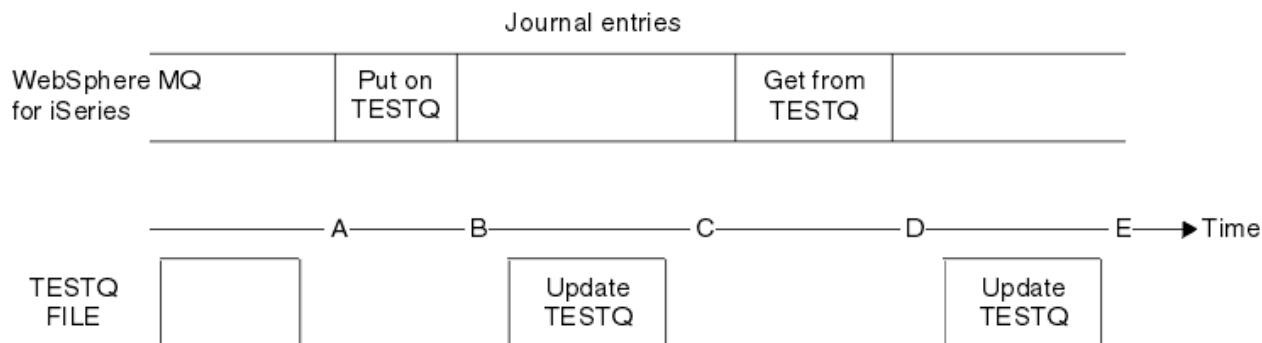 Journal entries
WebSphere MQ
for iSeries
Put on
TESTQ
Get from
TESTQ
A B C D E Time
TESTQ
FILE
Update
TESTQ
Update
TESTQ